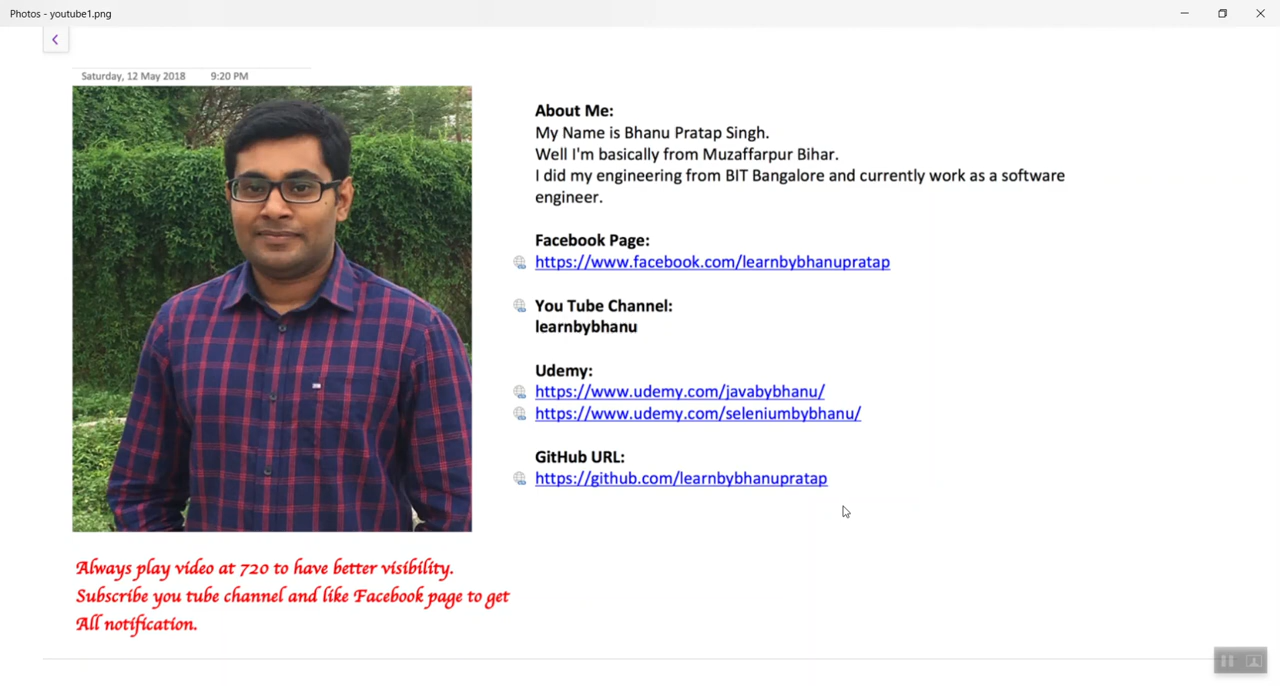 Photos - youtube1.png
Saturday, 12 May 2018 9:20 PM
About Me:
My Name is Bhanu Pratap Singh.
Well I'm basically from Muzaffarpur Bihar.
I did my engineering from BIT Bangalore and currently work as a software
engineer.
Facebook Page:
https://www.facebook.com/learnbybhanupratap
You Tube Channel:
learnbybhanu
Udemy:
https://www.udemy.com/javabybhanu/
https://www.udemy.com/seleniumbybhanu/
GitHub URL:
https://github.com/learnbybhanupratap
Always play video at 720 to have better visibility.
Subscribe you tube channel and like Facebook page to get
All notification.